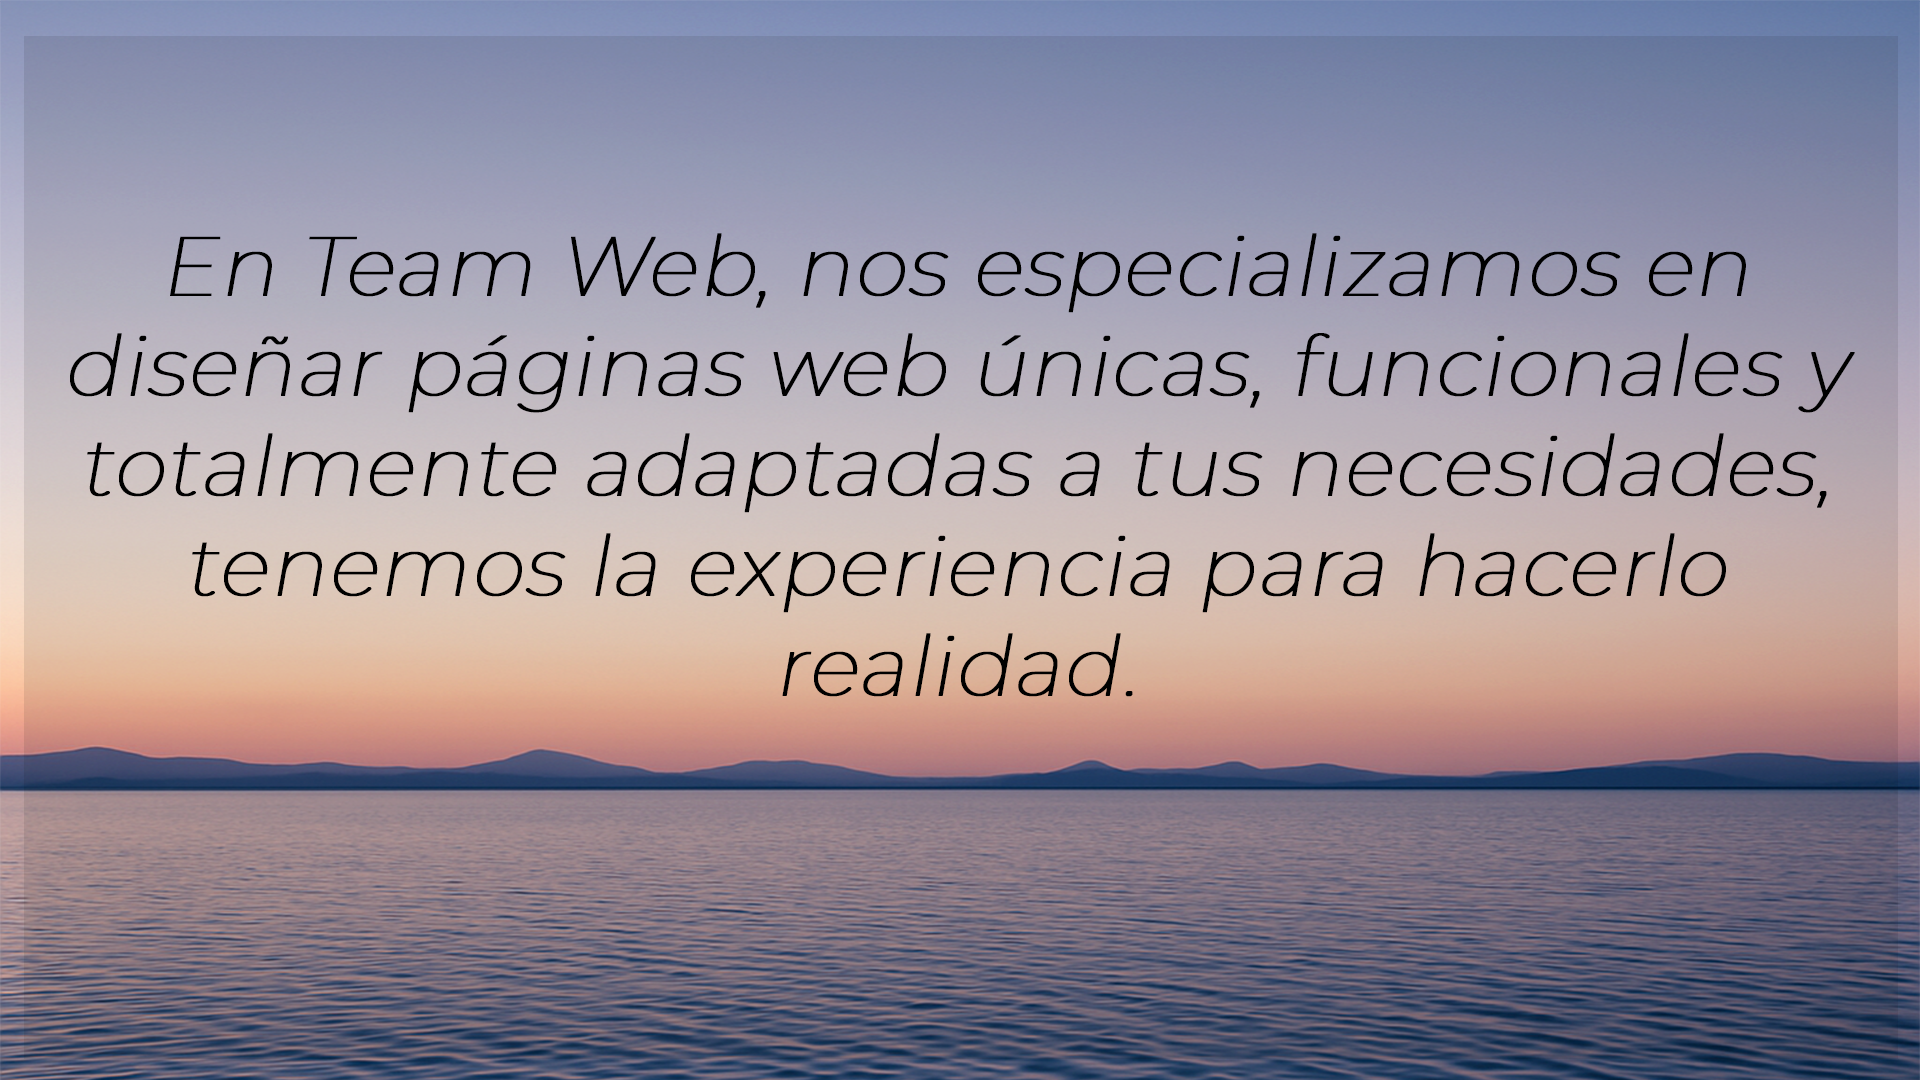 En Team Web, nos especializamos en
diseñar páginas web únicas, funcionales y
totalmente adaptadas a tus necesidades,
tenemos la experiencia para hacerlo
realidad.